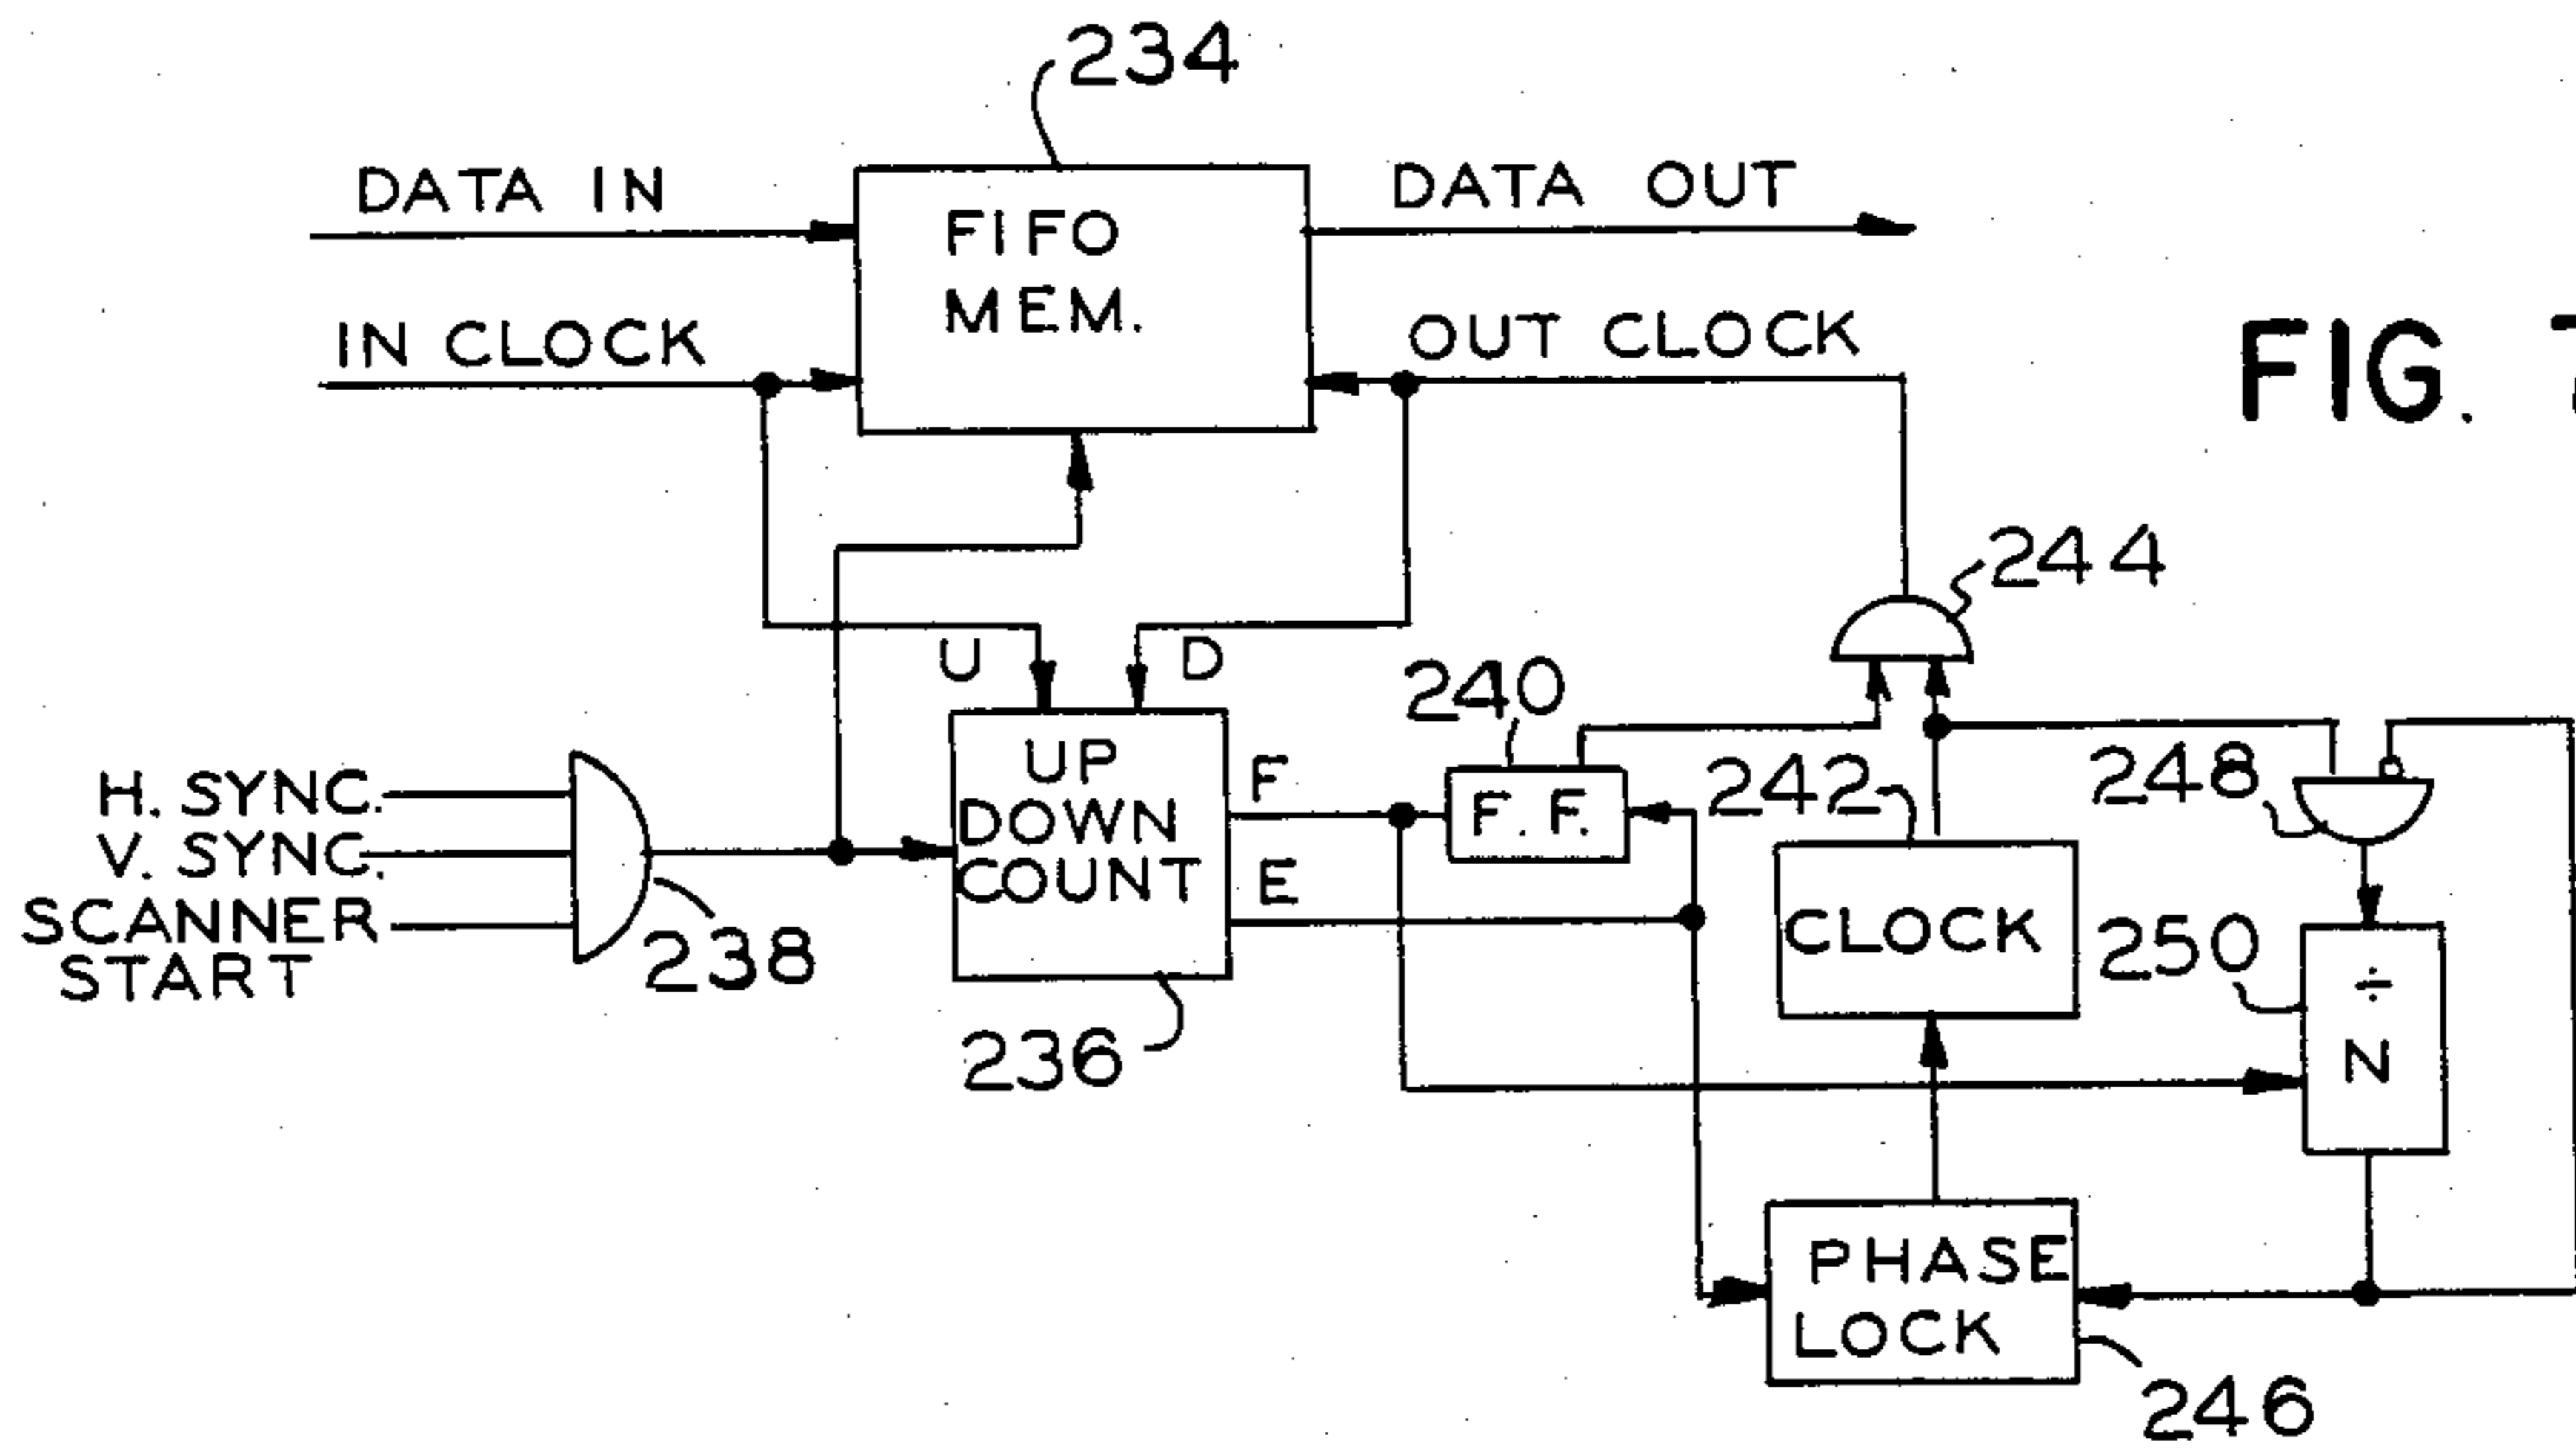 234
DATA IN
DATA OUT
FIFO
MEM.
IN CLOCK
OUT CLOCK
FIG.
244
U
D
240
UP
DOWN
COUNT
F
E
F. F.
242
248
H. SYNC.
V. SYNC.
SCANNER
START
238
CLOCK
250
÷
N
236
PHASE
LOCK
246